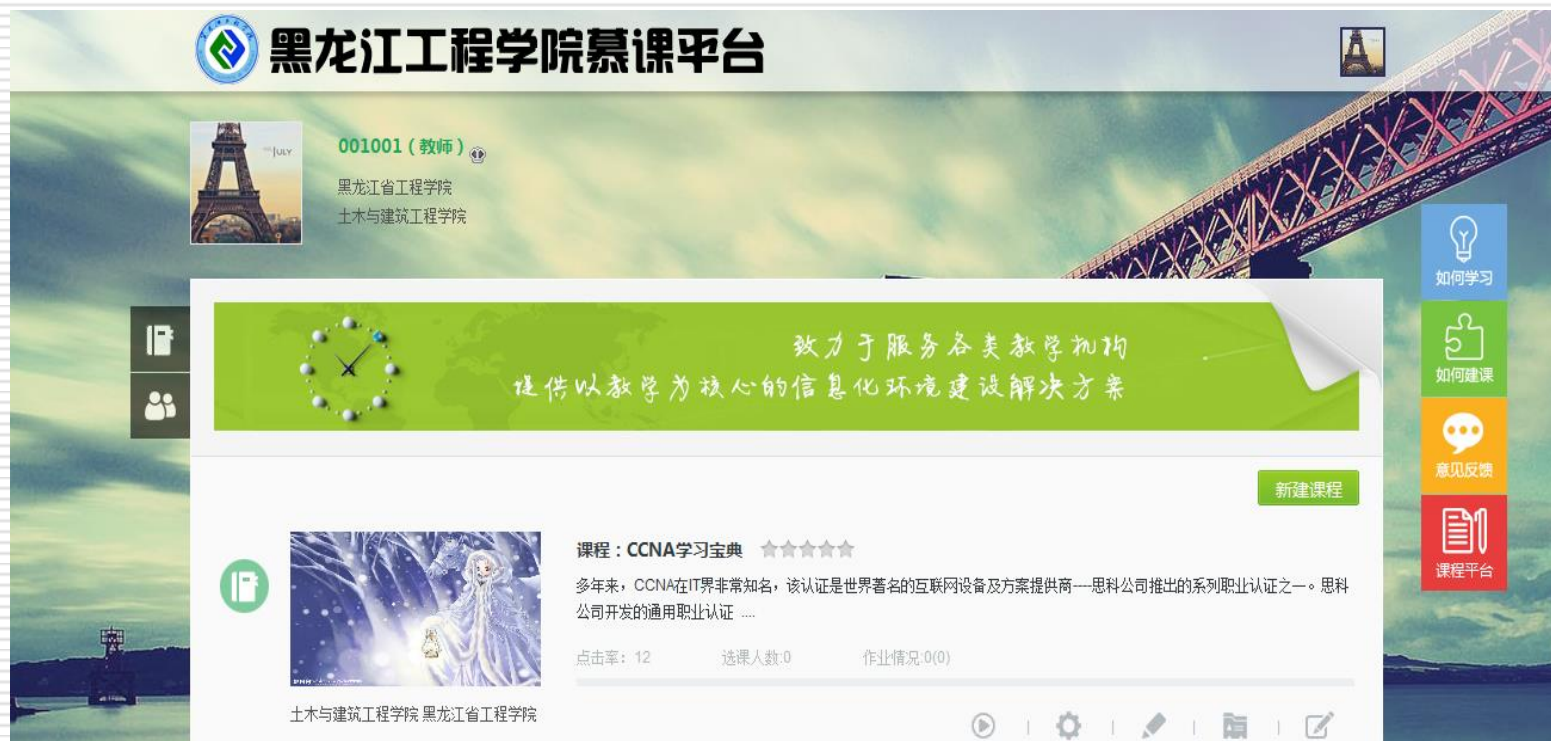 黑龙江工程学院慕课平台
JULY
001001（教师）
黑龙江省工程学院
土木与建筑工程学院
如何学习
如何建课
意见反馈
课程平台
致力于服务各类教学机构
提供以教学为核心的信息化环境建设解决方案
新建课程
课程：CCNA学习宝典
多年来，CCNA在IT界非常知名，该认证是世界著名的互联网设备及方案提供商----思科公司推出的系列职业认证之一。思科
公司开发的通用职业认证 ....
点击率：12 选课人数:0 作业情况:0(0)
土木与建筑工程学院 黑龙江省工程学院